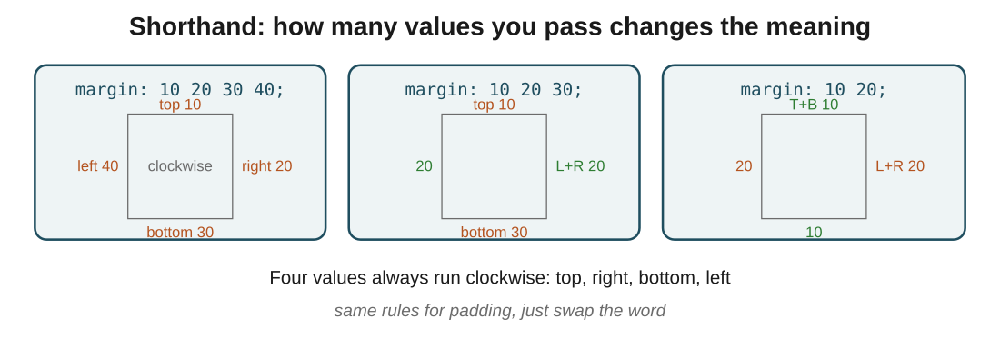 Shorthand: how many values you pass changes the meaning
margin: 10 20 30 40;
top 10
left 40
clockwise
right 20
bottom 30
margin: 10 20 30;
top 10
20
L+R 20
bottom 30
margin: 10 20;
T+B 10
20
L+R 20
10
Four values always run clockwise: top, right, bottom, left
same rules for padding, just swap the word